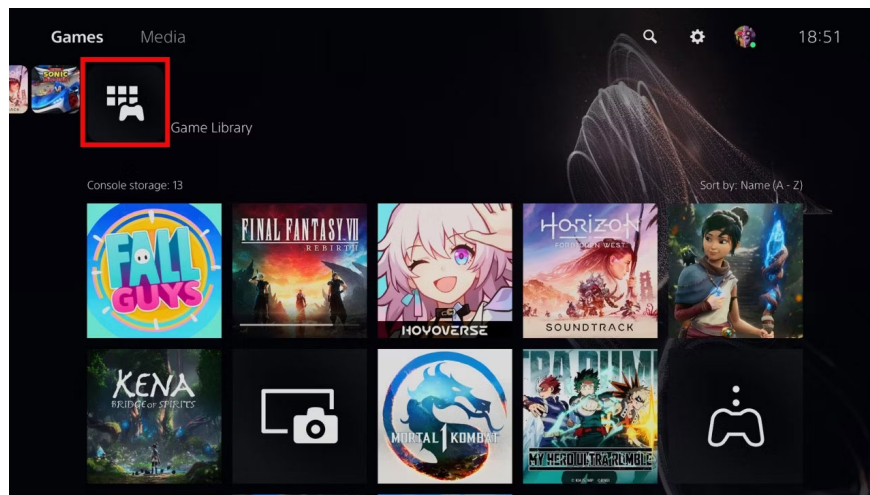 Games Media 18:51
SONIC
Game Library
Console storage: 13
Sort by: Name (A - Z)
FALL
GUYS
FINAL FANTASY VII
REBIRTH
HOYOVERSE
HORIZON
FORBIDDEN WEST
SOUNDTRACK
KENA
BRIDGE OF SPIRITS
MORTAL KOMBAT 1
MY HERO ULTRA RUMBLE